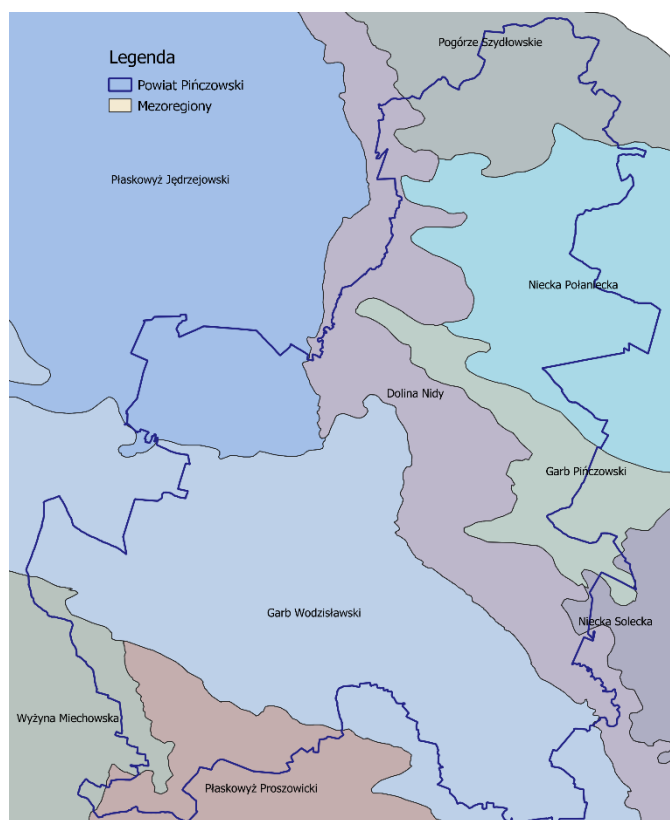 Pogórze Szydłowskie
Legenda
Powiat Pińczowski
Mezoregiony
Płaskowyż Jędrzejowski
Niecka Połaniecka
Dolina Nidy
Garb Pińczowski
Garb Wodzisławski
Niecka Solecka
Wyżyna Miechowska
Płaskowyż Proszowicki